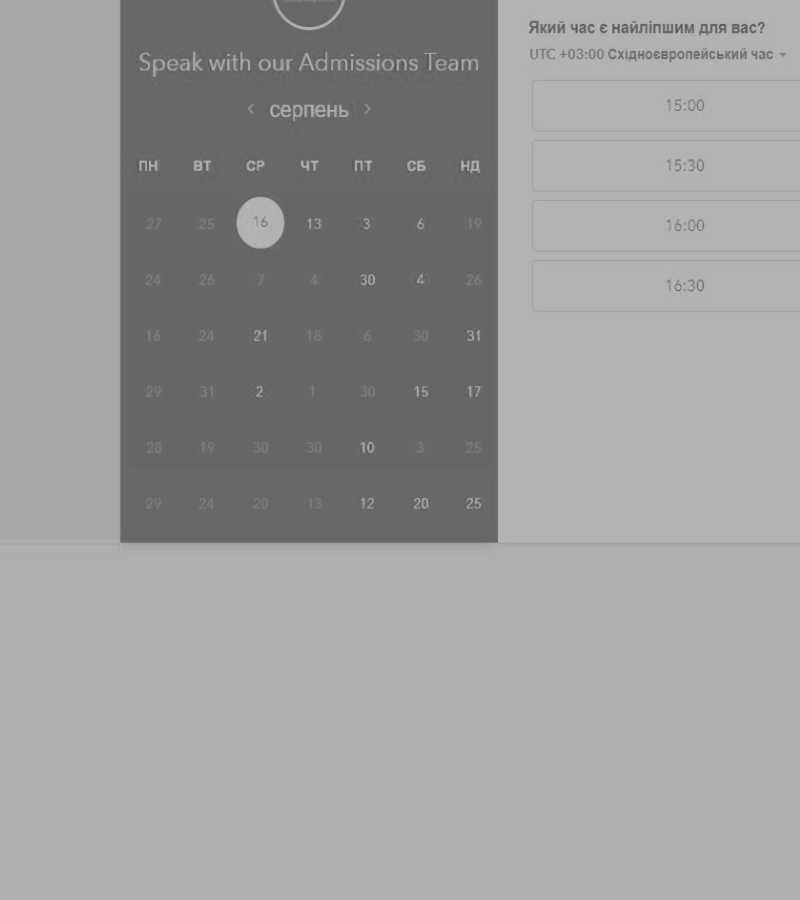 Speak with our Admissions Team
‹ серпень ›
ПН ВТ СР ЧТ ПТ СБ НД
27 25 16 13 3 6 19
24 26 7 4 30 4 26
16 24 21 18 6 30 31
29 31 2 1 30 15 17
28 19 30 30 10 3 25
29 24 20 13 12 20 25
Який час є найліпшим для вас?
UTC +03:00 Східноєвропейський час
15:00
15:30
16:00
16:30